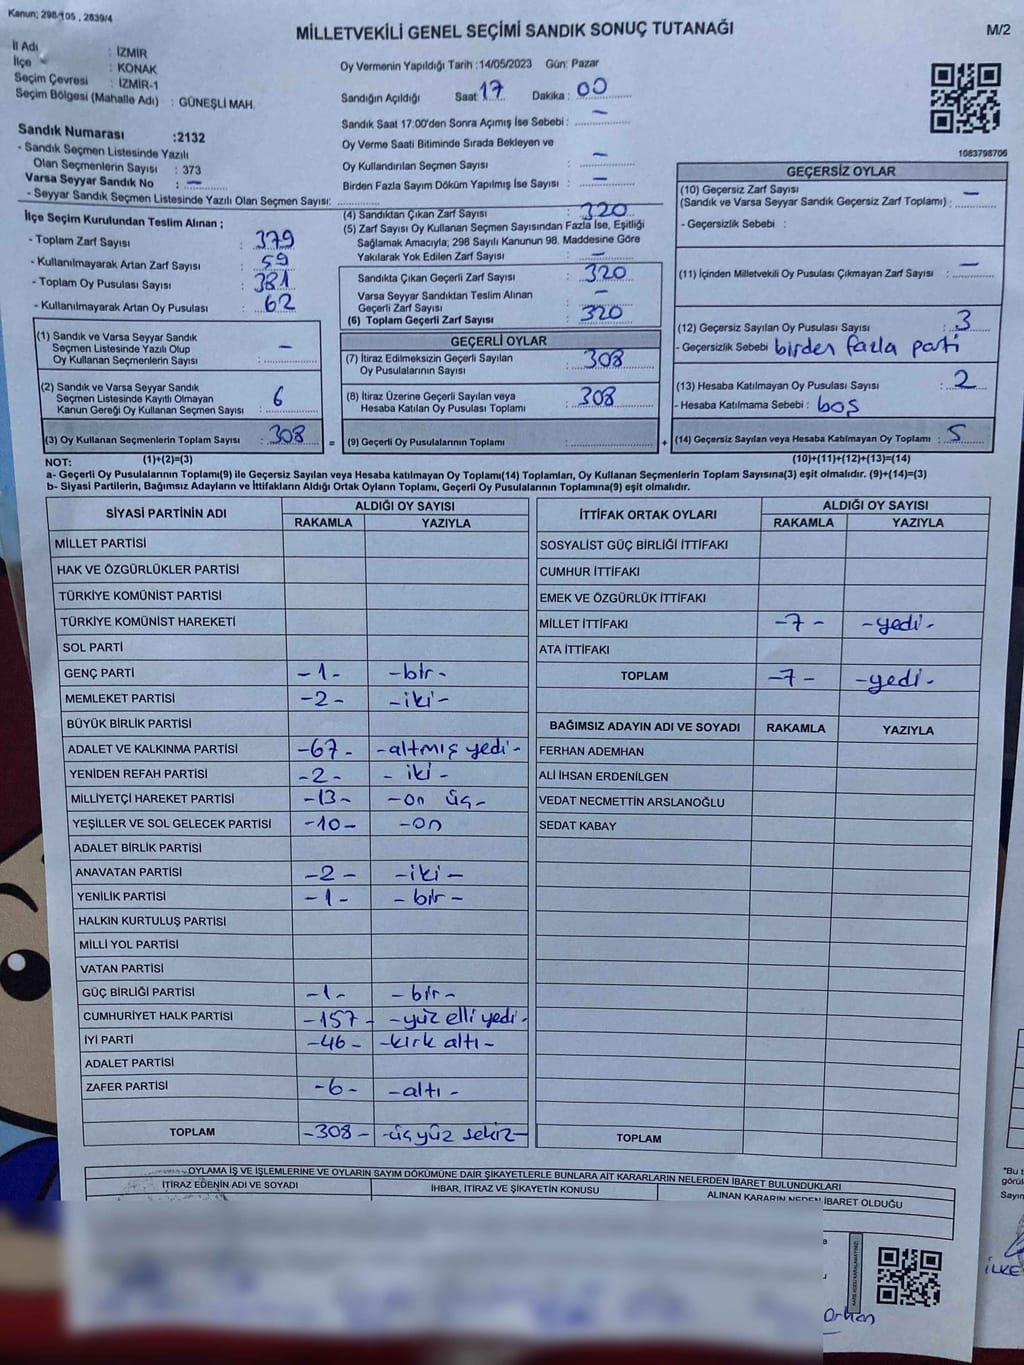 Kanun; 298/105 , 2839/4
MİLLETVEKİLİ GENEL SEÇİMİ SANDIK SONUÇ TUTANAĞI
M/2
İl Adı : İZMİR
İlçe : KONAK
Seçim Çevresi : İZMİR-1
Seçim Bölgesi (Mahalle Adı) : GÜNEŞLİ MAH.
Sandık Numarası :2132
- Sandık Seçmen Listesinde Yazılı
Olan Seçmenlerin Sayısı : 373
Varsa Seyyar Sandık No : –
- Seyyar Sandık Seçmen Listesinde Yazılı Olan Seçmen Sayısı:
Oy Vermenin Yapıldığı Tarih :14/05/2023 Gün: Pazar
Sandığın Açıldığı Saat 17 Dakika : 00
Sandık Saat 17:00'den Sonra Açımış İse Sebebi : –
Oy Verme Saati Bitiminde Sırada Bekleyen ve
Oy Kullandırılan Seçmen Sayısı : –
Birden Fazla Sayım Döküm Yapılmış İse Sayısı : –
1083798706
İlçe Seçim Kurulundan Teslim Alınan ;
- Toplam Zarf Sayısı : 379
- Kullanılmayarak Artan Zarf Sayısı : 59
- Toplam Oy Pusulası Sayısı : 381
- Kullanılmayarak Artan Oy Pusulası : 62
(1) Sandık ve Varsa Seyyar Sandık
Seçmen Listesinde Yazılı Olup
Oy Kullanan Seçmenlerin Sayısı : –
(2) Sandık ve Varsa Seyyar Sandık
Seçmen Listesinde Kayıtlı Olmayan
Kanun Gereği Oy Kullanan Seçmen Sayısı : 6
(3) Oy Kullanan Seçmenlerin Toplam Sayısı : 308 =
(1)+(2)=(3)
(4) Sandıktan Çıkan Zarf Sayısı : 320
(5) Zarf Sayısı Oy Kullanan Seçmen Sayısından Fazla İse, Eşitliği
Sağlamak Amacıyla; 298 Sayılı Kanunun 98. Maddesine Göre
Yakılarak Yok Edilen Zarf Sayısı : –
Sandıkta Çıkan Geçerli Zarf Sayısı : 320
Varsa Seyyar Sandıktan Teslim Alınan
Geçerli Zarf Sayısı : –
(6) Toplam Geçerli Zarf Sayısı : 320
GEÇERLİ OYLAR
(7) İtiraz Edilmeksizin Geçerli Sayılan
Oy Pusulalarının Sayısı : 308
(8) İtiraz Üzerine Geçerli Sayılan veya
Hesaba Katılan Oy Pusulası Toplamı : 308
(9) Geçerli Oy Pusulalarının Toplamı : +
GEÇERSİZ OYLAR
(10) Geçersiz Zarf Sayısı
(Sandık ve Varsa Seyyar Sandık Geçersiz Zarf Toplamı) : –
- Geçersizlik Sebebi :
(11) İçinden Milletvekili Oy Pusulası Çıkmayan Zarf Sayısı : –
(12) Geçersiz Sayılan Oy Pusulası Sayısı : 3
- Geçersizlik Sebebi : birden fazla parti
(13) Hesaba Katılmayan Oy Pusulası Sayısı : 2
- Hesaba Katılmama Sebebi : boş
(14) Geçersiz Sayılan veya Hesaba Katılmayan Oy Toplamı : 5
(10)+(11)+(12)+(13)=(14)
NOT:
a- Geçerli Oy Pusulalarının Toplamı(9) ile Geçersiz Sayılan veya Hesaba katılmayan Oy Toplamı(14) Toplamları, Oy Kullanan Seçmenlerin Toplam Sayısına(3) eşit olmalıdır. (9)+(14)=(3)
b- Siyasi Partilerin, Bağımsız Adayların ve İttifakların Aldığı Ortak Oyların Toplamı, Geçerli Oy Pusulalarının Toplamına(9) eşit olmalıdır.
SİYASİ PARTİNİN ADI ALDIĞI OY SAYISI
RAKAMLA YAZIYLA
MİLLET PARTİSİ
HAK VE ÖZGÜRLÜKLER PARTİSİ
TÜRKİYE KOMÜNİST PARTİSİ
TÜRKİYE KOMÜNİST HAREKETİ
SOL PARTİ
GENÇ PARTİ -1- -bir-
MEMLEKET PARTİSİ -2- -iki-
BÜYÜK BİRLİK PARTİSİ
ADALET VE KALKINMA PARTİSİ -67- -altmış yedi-
YENİDEN REFAH PARTİSİ -2- -iki-
MİLLİYETÇİ HAREKET PARTİSİ -13- -on üç-
YEŞİLLER VE SOL GELECEK PARTİSİ -10- -on
ADALET BİRLİK PARTİSİ
ANAVATAN PARTİSİ -2- -iki-
YENİLİK PARTİSİ -1- -bir-
HALKIN KURTULUŞ PARTİSİ
MİLLİ YOL PARTİSİ
VATAN PARTİSİ
GÜÇ BİRLİĞİ PARTİSİ -1- -bir-
CUMHURİYET HALK PARTİSİ -157- -yüz elli yedi-
İYİ PARTİ -46- -kırk altı-
ADALET PARTİSİ
ZAFER PARTİSİ -6- -altı-
TOPLAM -308- -üçyüz sekiz-
İTTİFAK ORTAK OYLARI ALDIĞI OY SAYISI
RAKAMLA YAZIYLA
SOSYALİST GÜÇ BİRLİĞİ İTTİFAKI
CUMHUR İTTİFAKI
EMEK VE ÖZGÜRLÜK İTTİFAKI
MİLLET İTTİFAKI -7- -yedi-
ATA İTTİFAKI
TOPLAM -7- -yedi-
BAĞIMSIZ ADAYIN ADI VE SOYADI RAKAMLA YAZIYLA
FERHAN ADEMHAN
ALİ İHSAN ERDENİLGEN
VEDAT NECMETTİN ARSLANOĞLU
SEDAT KABAY
TOPLAM
OYLAMA İŞ VE İŞLEMLERİNE VE OYLARIN SAYIM DÖKÜMÜNE DAİR ŞİKAYETLERLE BUNLARA AİT KARARLARIN NELERDEN İBARET BULUNDUKLARI
İTİRAZ EDENİN ADI VE SOYADI İHBAR, İTİRAZ VE ŞİKAYETİN KONUSU ALINAN KARARIN NEDEN İBARET OLDUĞU
Orhan
"Bu t
görül
Sayın
İLKE